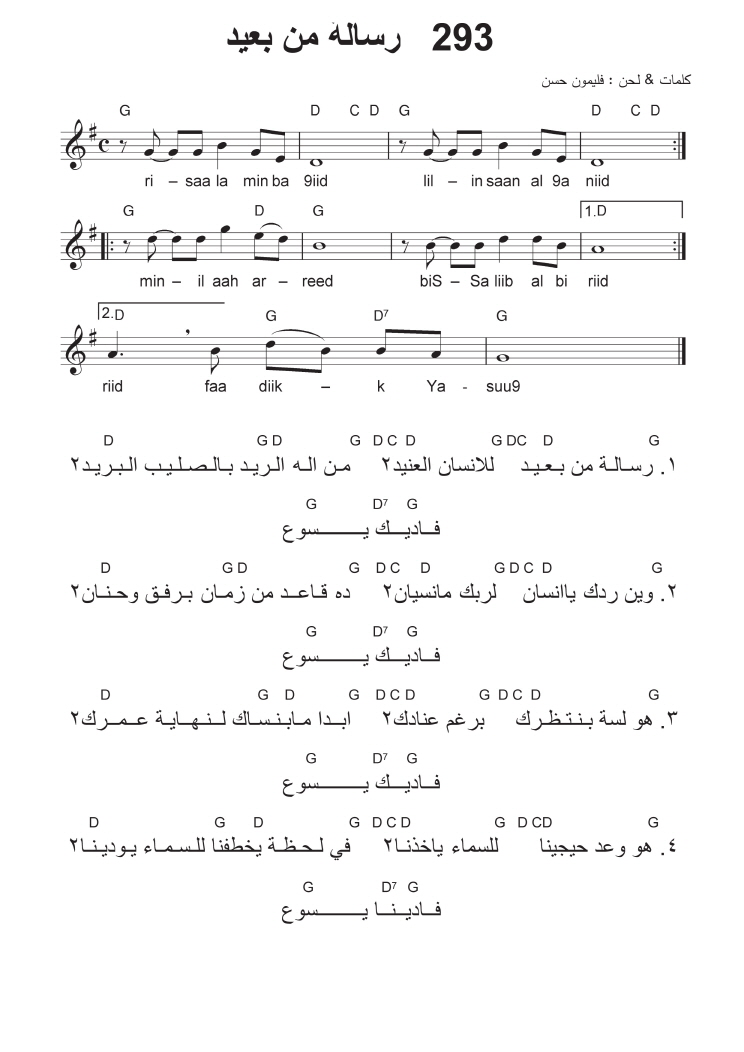 293 رسالة من بعيد
كلمات & لحن : فليمون حسن
G D C D G D C D
ri – saa la min ba 9iid lil – in saan al 9a niid
G D G 1.D
min – il aah ar – reed biS – Sa liib al bi riid
2.D G D7 G
riid faa diik – k Ya - suu9
D G D G D C D G D C D G
١. رسالة من بعيد للانسان العنيد٢ من اله الريد بالصليب البريد٢
G D7 G
فاديك يسوع
D G D G D C D G D C D G
٢. وين ردك ياانسان لربك مانسيان٢ ده قاعد من زمان برفق وحنان٢
G D7 G
فاديك يسوع
D G D G D C D G D C D G
٣. هو لسة بنتظرك برغم عنادك٢ ابدا مابنساك لنهاية عمرك٢
G D7 G
فاديك يسوع
D G D G D C D G D C D G
٤. هو وعد حيجينا للسماء ياخذنا٢ في لحظة يخطفنا للسماء يودينا٢
G D7 G
فادينا يسوع